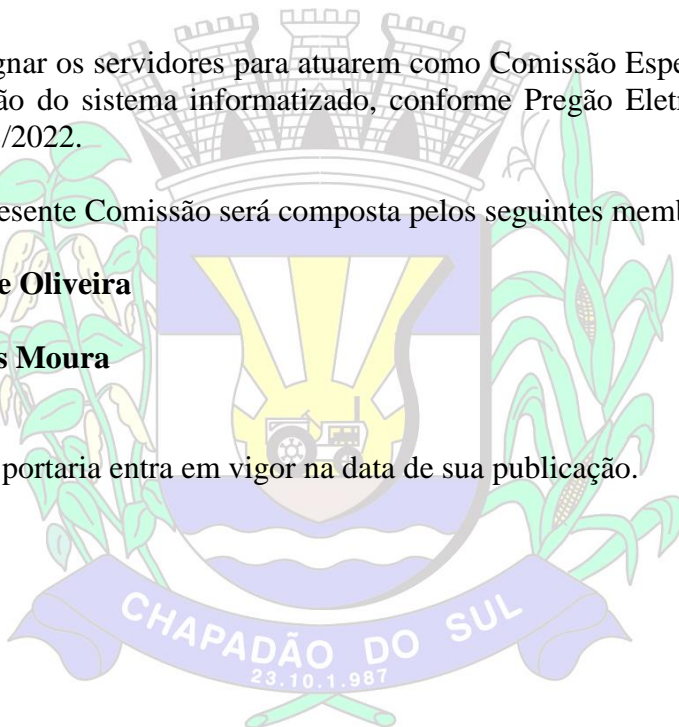 gnar os servidores para atuarem como Comissão Espe
ão do sistema informatizado, conforme Pregão Eletr
/2022.
esente Comissão será composta pelos seguintes memb
e Oliveira
s Moura
portaria entra em vigor na data de sua publicação.
CHAPADÃO DO SUL
23.10.1.987